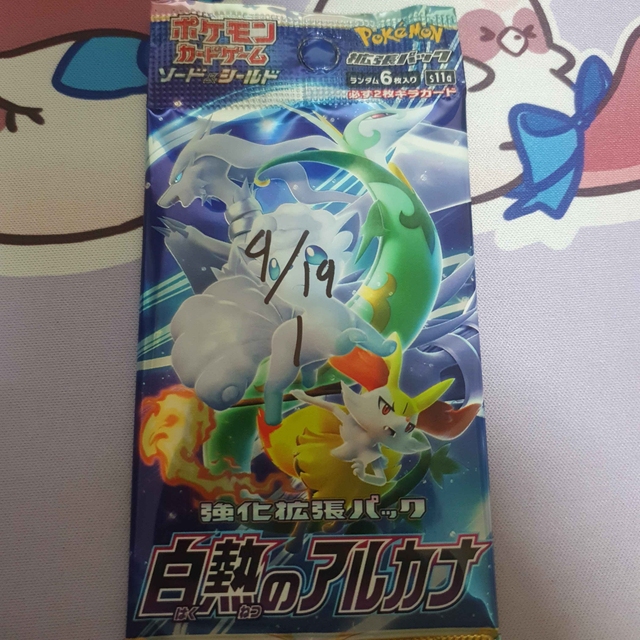 ポケモン
カードゲーム
ソード&シールド
Pokémon
拡張パック
ランダム6枚入り s11a
必ず2枚キラカード
9/19
1
強化拡張パック
白熱のアルカナ
はく ねつ